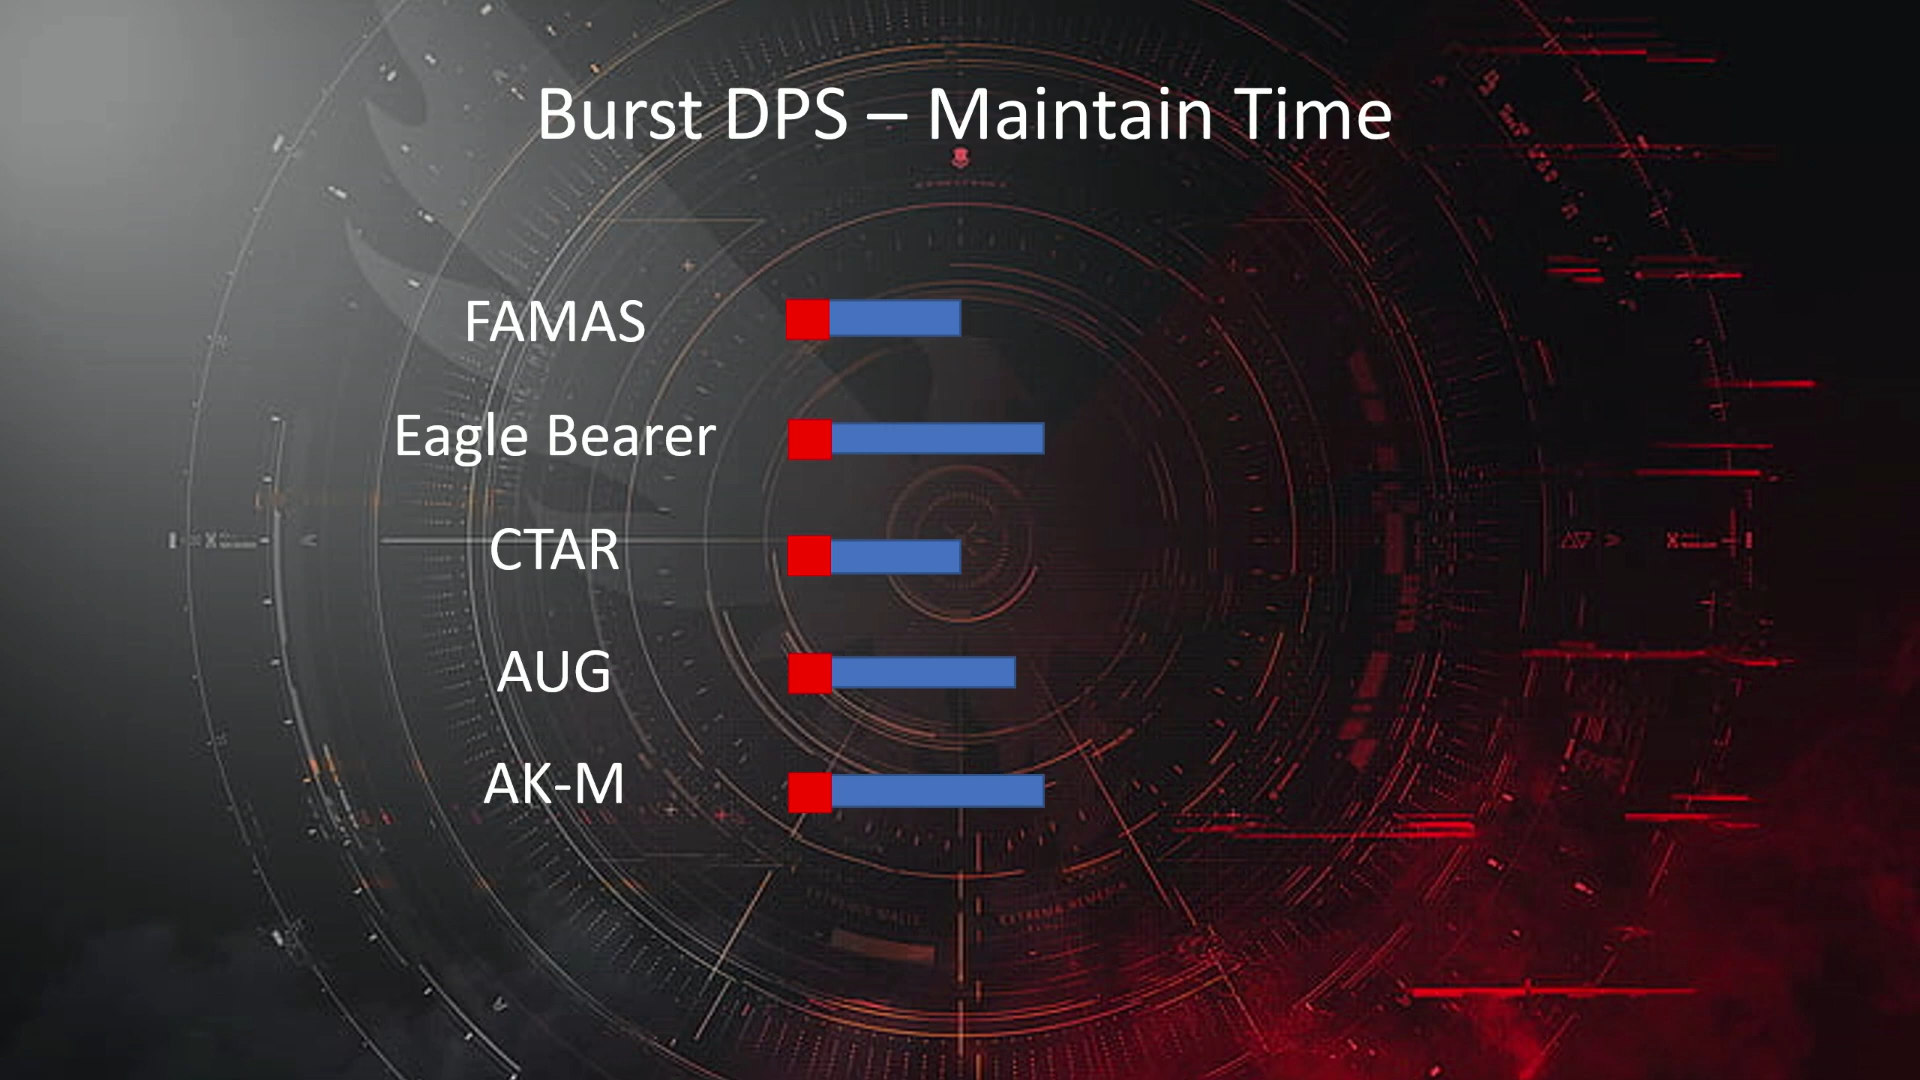 Burst DPS – Maintain Time
FAMAS
Eagle Bearer
CTAR
AUG
AK-M